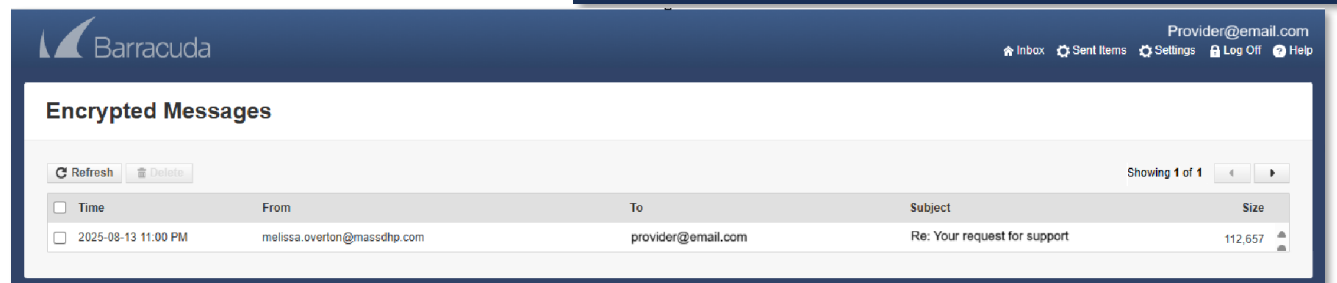 Barracuda
Provider@email.com
Inbox Sent Items Settings Log Off ? Help
Encrypted Messages
Refresh Delete
Showing 1 of 1
Time From To Subject Size
2025-08-13 11:00 PM melissa.overton@massdhp.com provider@email.com Re: Your request for support 112,657